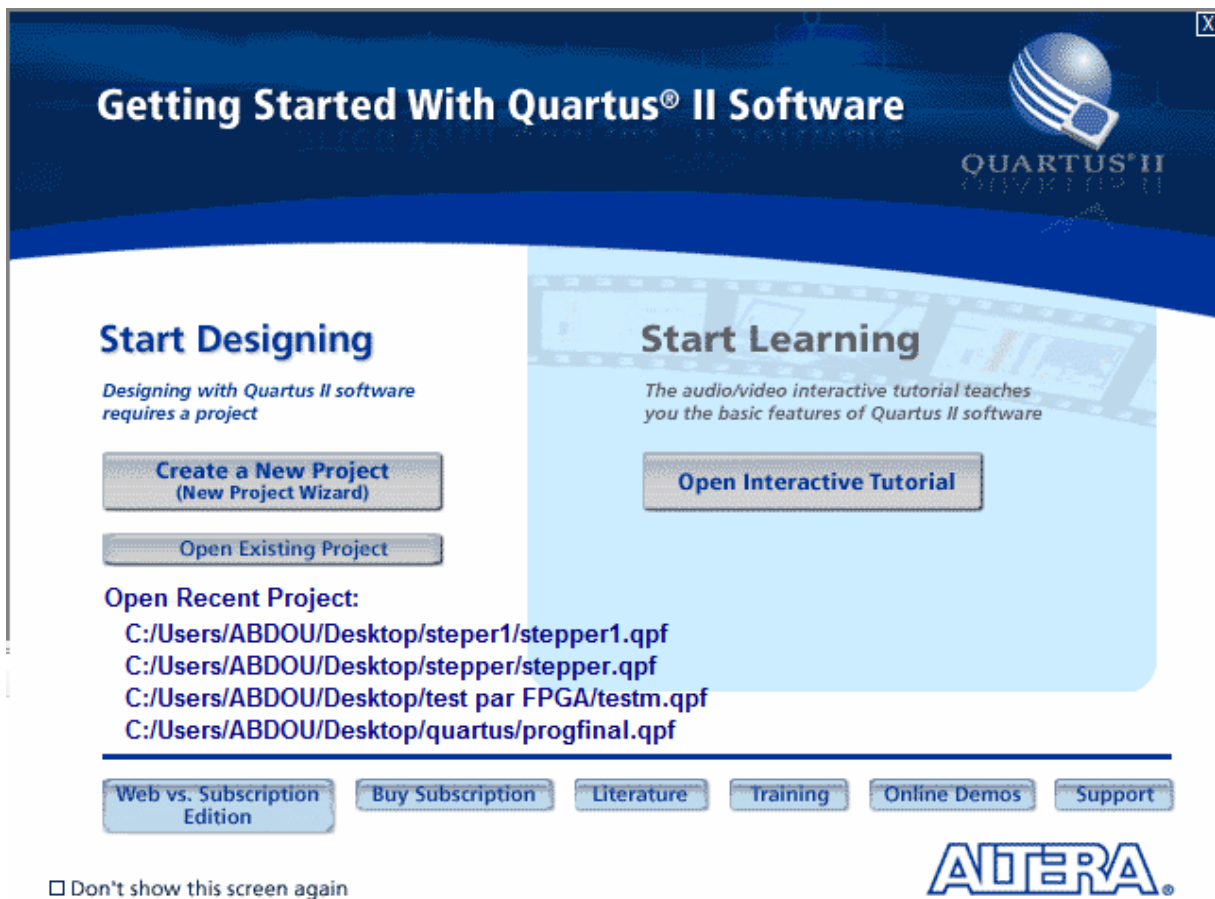 X
Getting Started With Quartus® II Software
QUARTUS® II
Start Designing
Designing with Quartus II software
requires a project
Create a New Project
(New Project Wizard)
Open Existing Project
Start Learning
The audio/video interactive tutorial teaches
you the basic features of Quartus II software
Open Interactive Tutorial
Open Recent Project:
C:/Users/ABDOU/Desktop/steper1/stepper1.qpf
C:/Users/ABDOU/Desktop/stepper/stepper.qpf
C:/Users/ABDOU/Desktop/test par FPGA/testm.qpf
C:/Users/ABDOU/Desktop/quartus/progfinal.qpf
Web vs. Subscription
Edition
Buy Subscription
Literature
Training
Online Demos
Support
ALTERA®
Don't show this screen again